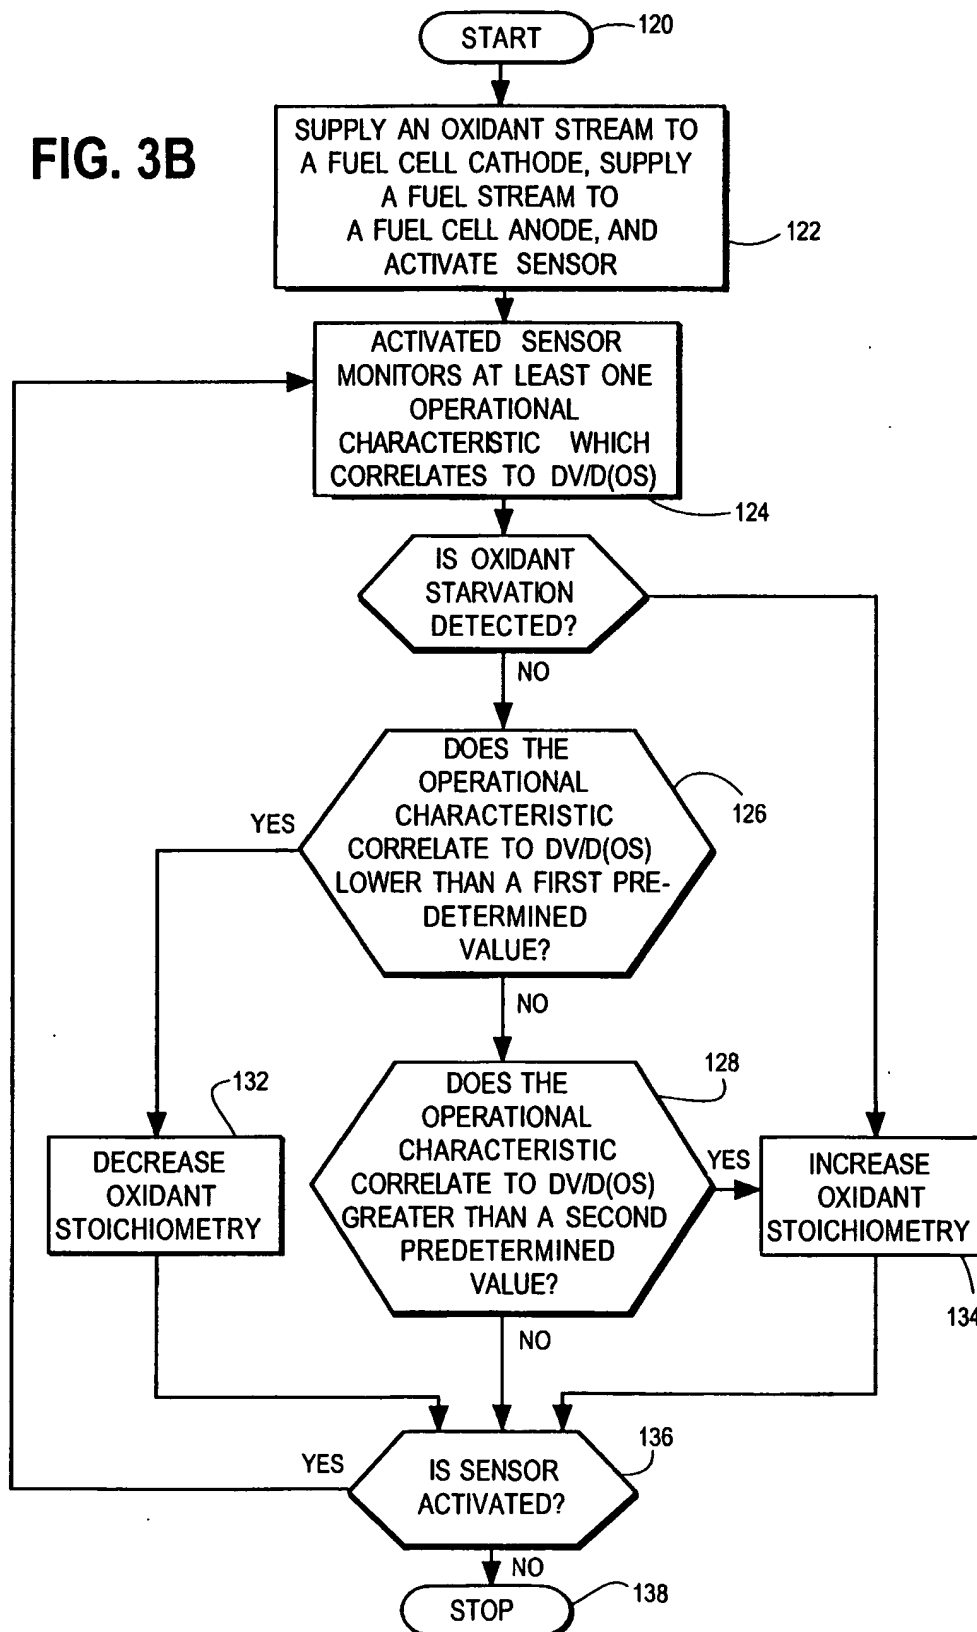 START
120
FIG. 3B
SUPPLY AN OXIDANT STREAM TO
A FUEL CELL CATHODE, SUPPLY
A FUEL STREAM TO
A FUEL CELL ANODE, AND
ACTIVATE SENSOR
122
ACTIVATED SENSOR
MONITORS AT LEAST ONE
OPERATIONAL
CHARACTERISTIC WHICH
CORRELATES TO DV/D(OS)
124
IS OXIDANT
STARVATION
DETECTED?
NO
DOES THE
OPERATIONAL
CHARACTERISTIC
CORRELATE TO DV/D(OS)
LOWER THAN A FIRST PRE-
DETERMINED
VALUE?
126
YES
NO
DOES THE
OPERATIONAL
CHARACTERISTIC
CORRELATE TO DV/D(OS)
GREATER THAN A SECOND
PREDETERMINED
VALUE?
128
YES
NO
132
DECREASE
OXIDANT
STOICHIOMETRY
INCREASE
OXIDANT
STOICHIOMETRY
134
IS SENSOR
ACTIVATED?
136
YES
NO
STOP
138